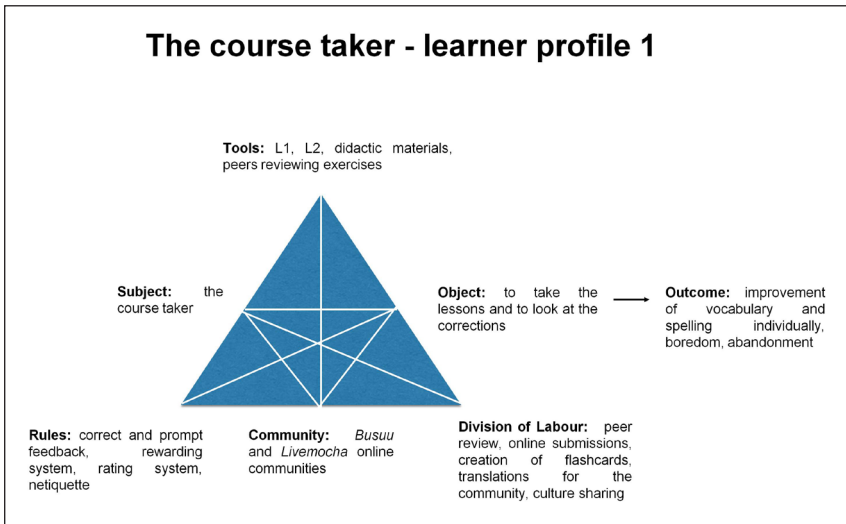 The course taker - learner profile 1
Tools: L1, L2, didactic materials,
peers reviewing exercises
Subject: the
course taker
Object: to take the
lessons and to look at the
corrections
Outcome: improvement
of vocabulary and
spelling individually,
boredom, abandonment
Rules: correct and prompt
feedback, rewarding
system, rating system,
netiquette
Community: Busuu
and Livemocha online
communities
Division of Labour: peer
review, online submissions,
creation of flashcards,
translations for the
community, culture sharing